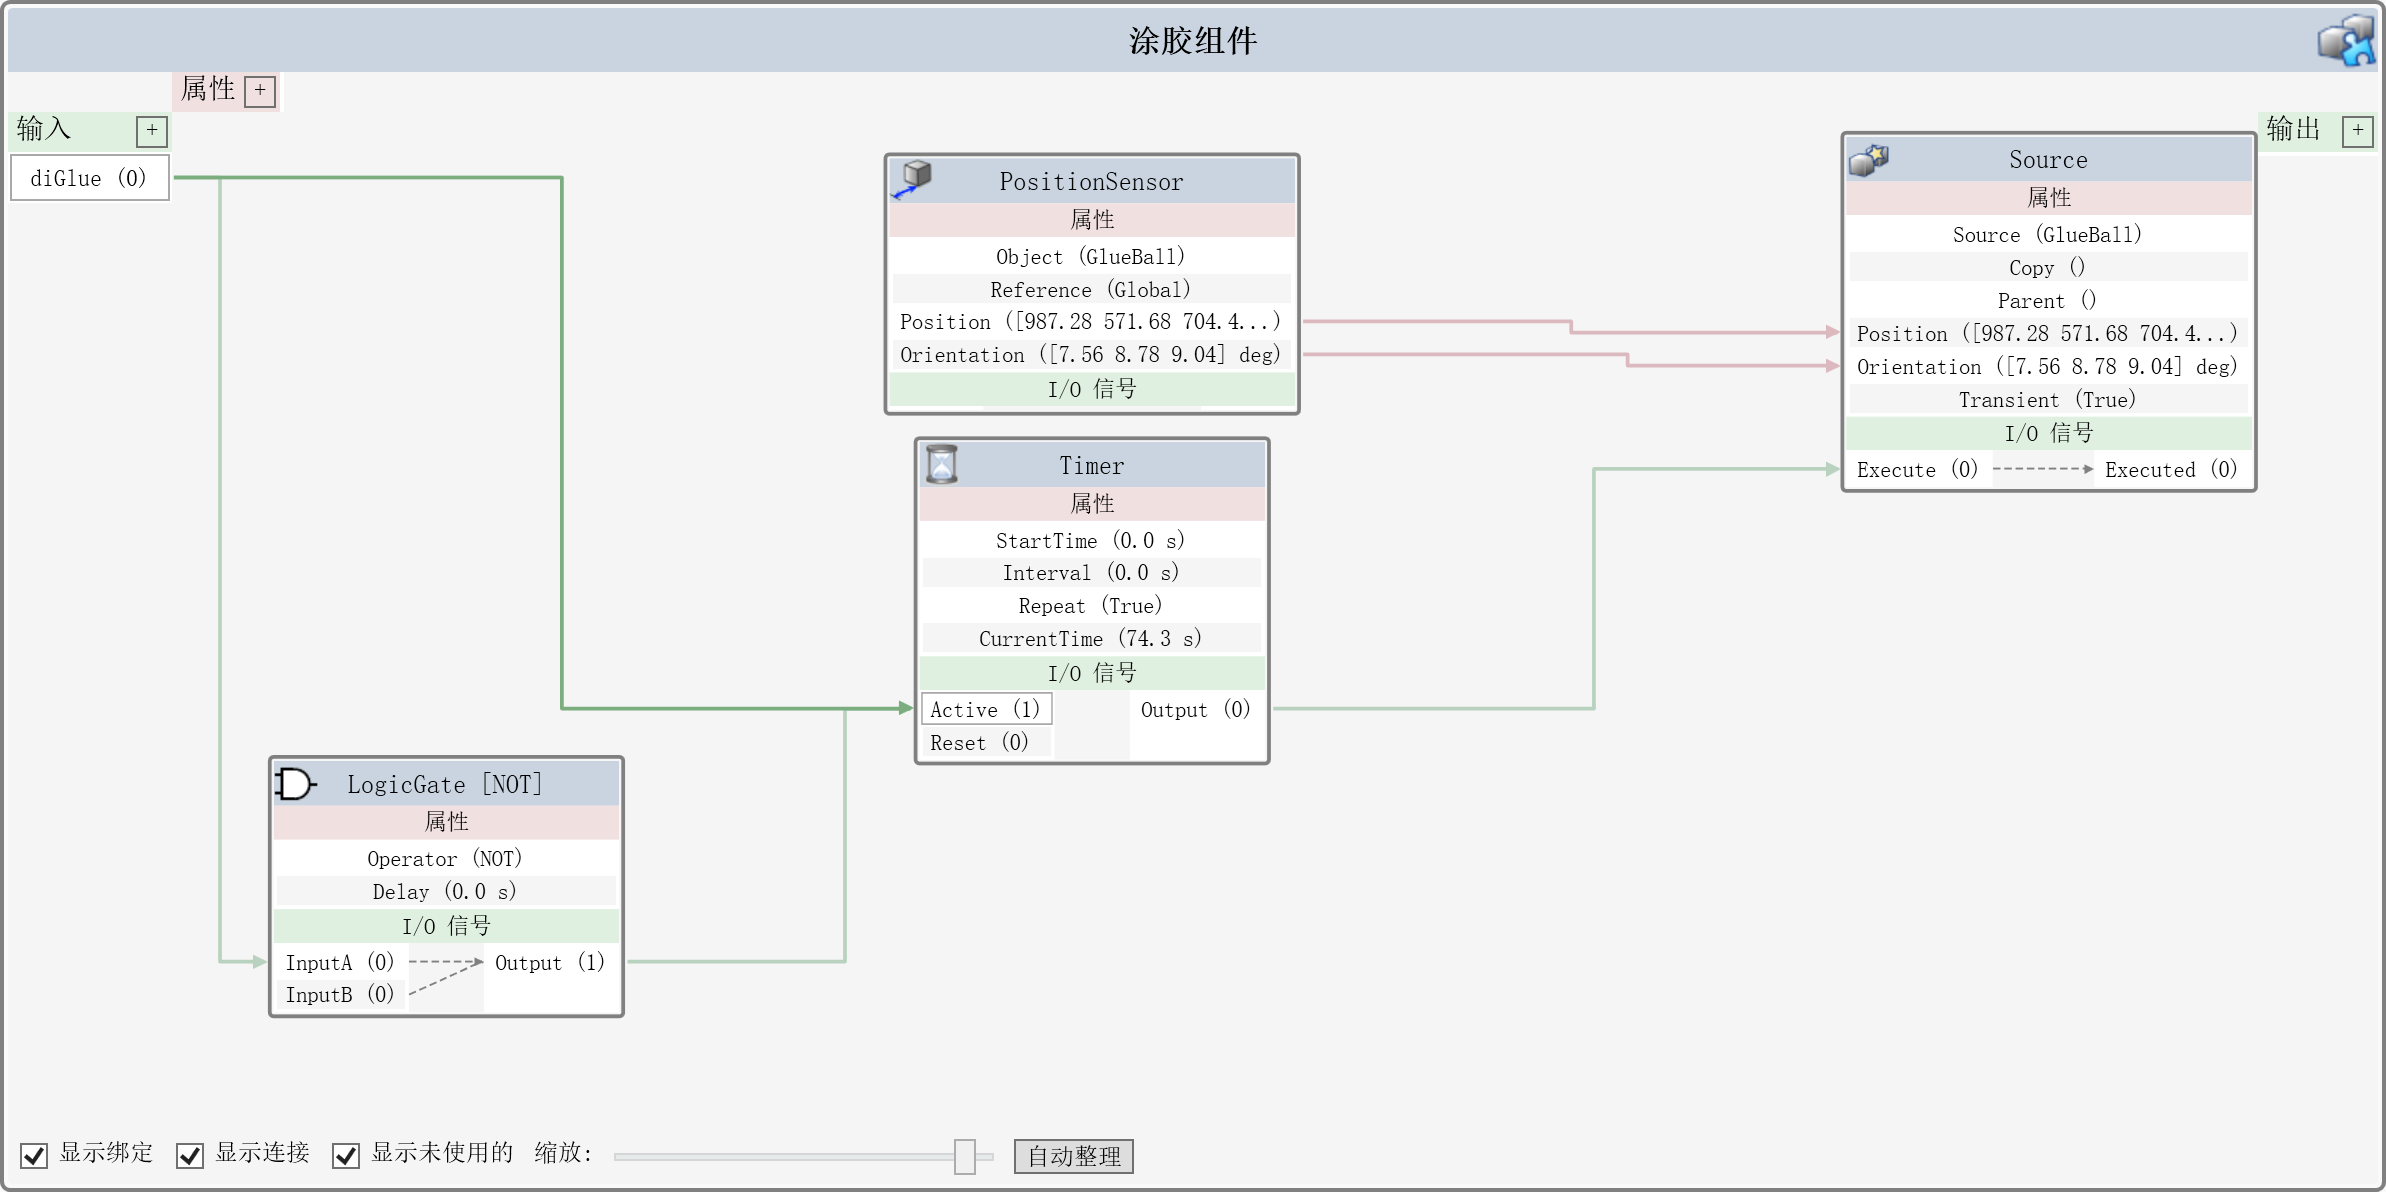 涂胶组件
属性 +
输入 +
diGlue (0)
输出 +
PositionSensor
属性
Object (GlueBall)
Reference (Global)
Position ([987.28 571.68 704.4...)
Orientation ([7.56 8.78 9.04] deg)
I/O 信号
Source
属性
Source (GlueBall)
Copy ()
Parent ()
Position ([987.28 571.68 704.4...)
Orientation ([7.56 8.78 9.04] deg)
Transient (True)
I/O 信号
Execute (0) Executed (0)
Timer
属性
StartTime (0.0 s)
Interval (0.0 s)
Repeat (True)
CurrentTime (74.3 s)
I/O 信号
Active (1) Output (0)
Reset (0)
LogicGate [NOT]
属性
Operator (NOT)
Delay (0.0 s)
I/O 信号
InputA (0) Output (1)
InputB (0)
显示绑定 显示连接 显示未使用的 缩放: 自动整理